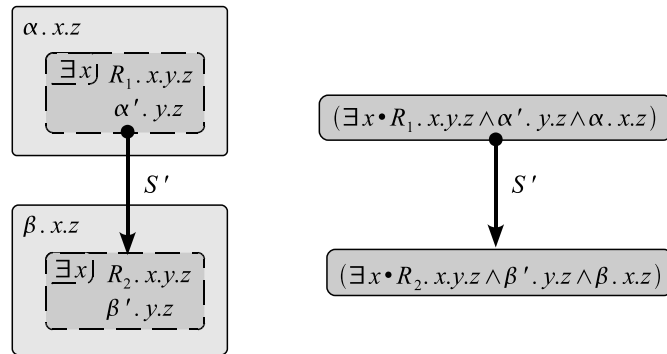 α . x.z
∃ x R₁ . x.y.z
α′ . y.z
S′
β . x.z
∃ x R₂ . x.y.z
β′ . y.z
(∃ x • R₁ . x.y.z ∧ α′ . y.z ∧ α . x.z)
S′
(∃ x • R₂ . x.y.z ∧ β′ . y.z ∧ β . x.z)